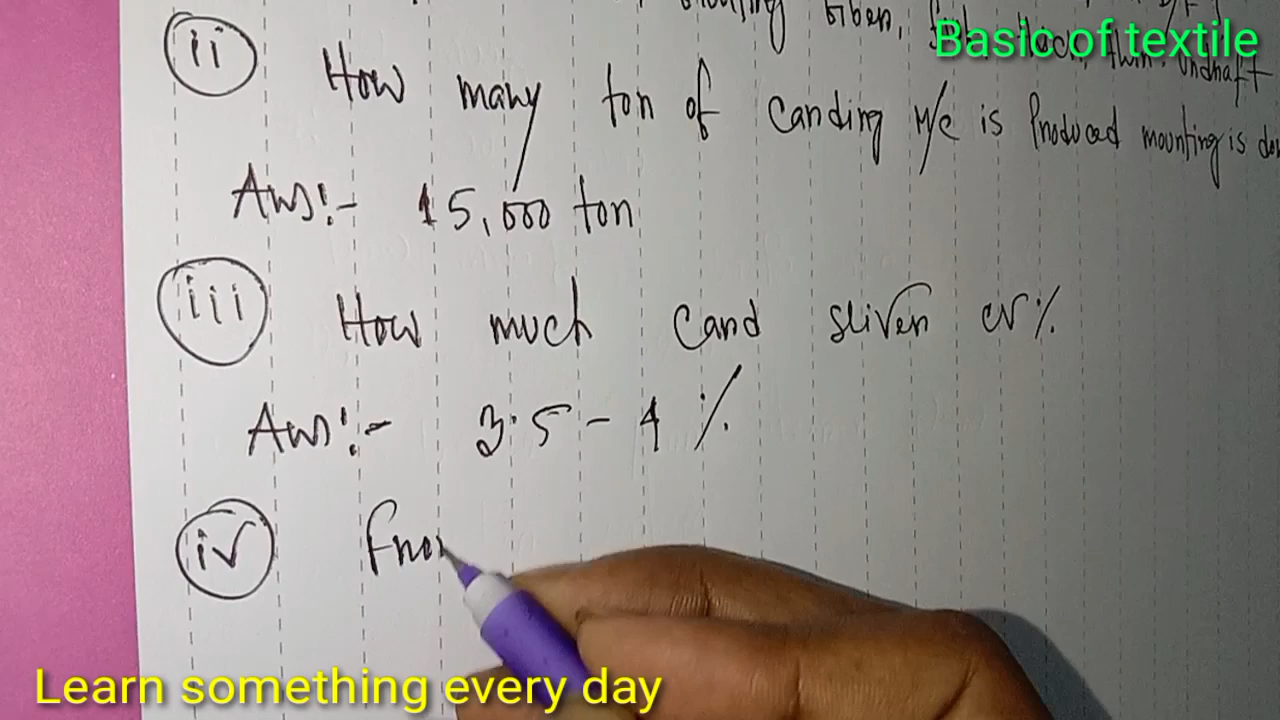 Basic of textile
ii How many ton of carding M/C is Produced mounting is
Ans:- 15,000 ton
iii How much Card sliver CV%
Ans:- 3.5 - 4 %
iv From
Learn something every day